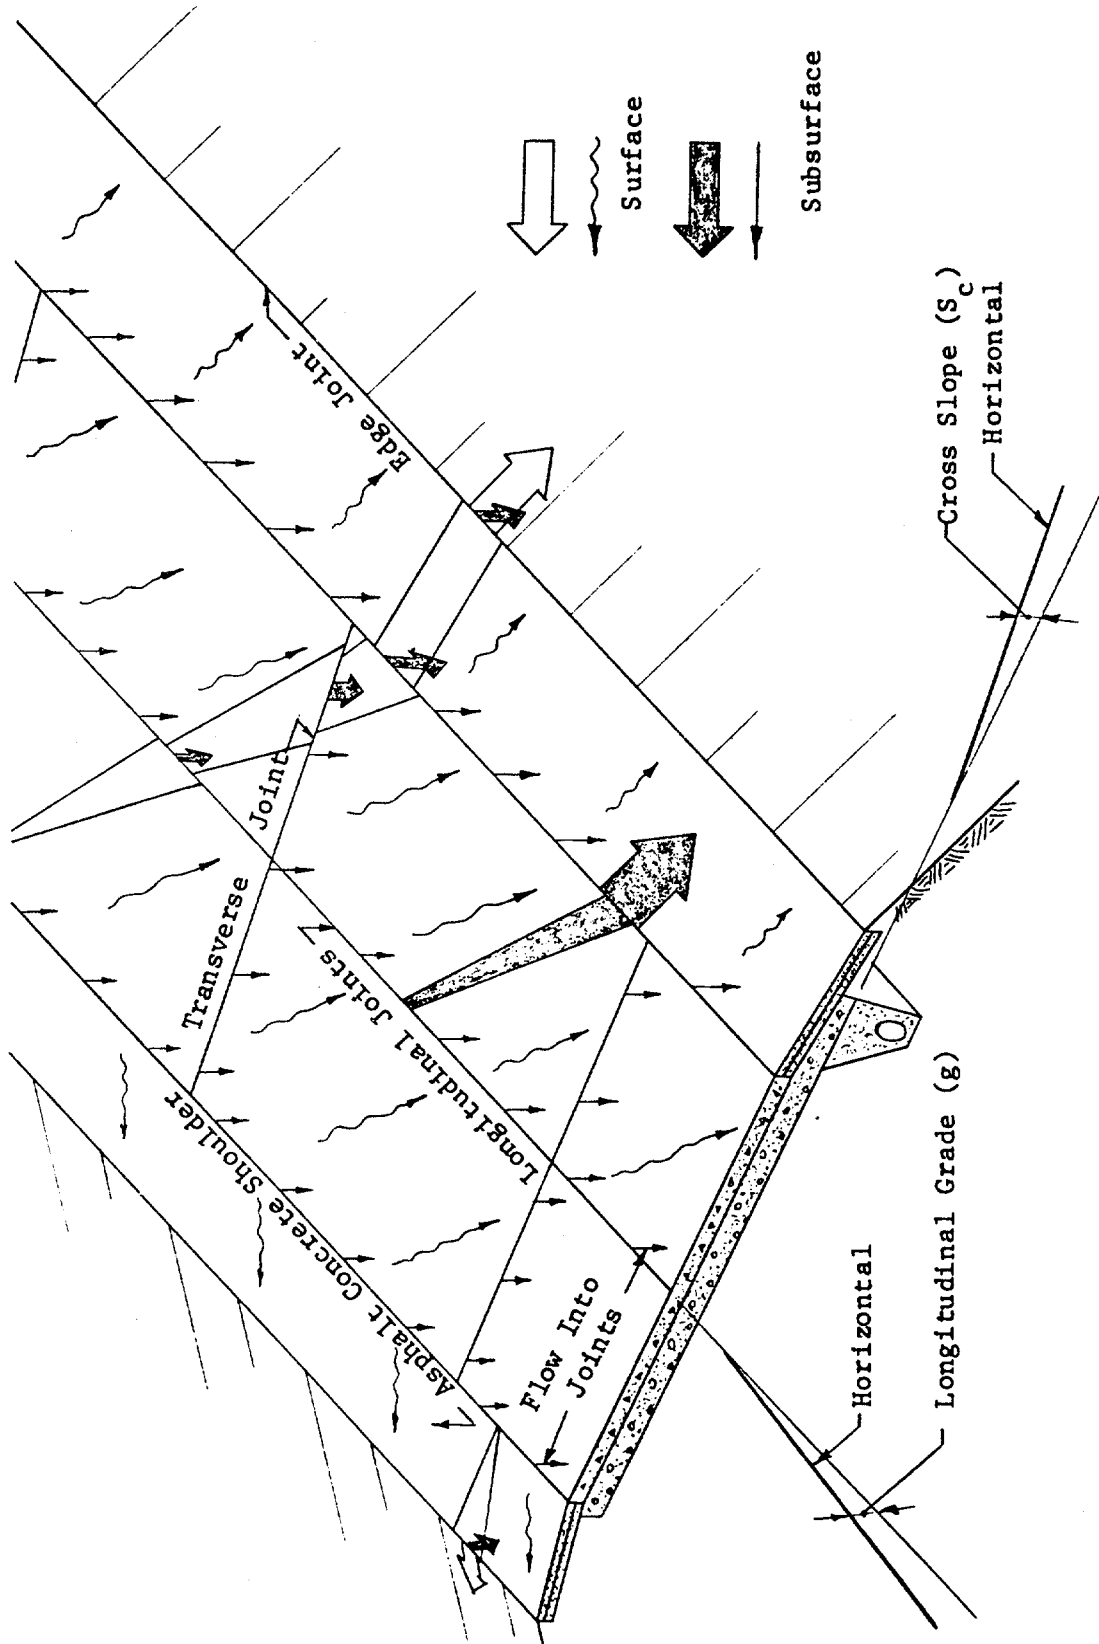 Surface
Subsurface
Edge Joint
Transverse Joint
Longitudinal Joints
Asphalt Concrete Shoulder
Flow Into
Joints
Cross Slope (Sc)
Horizontal
Horizontal
Longitudinal Grade (g)